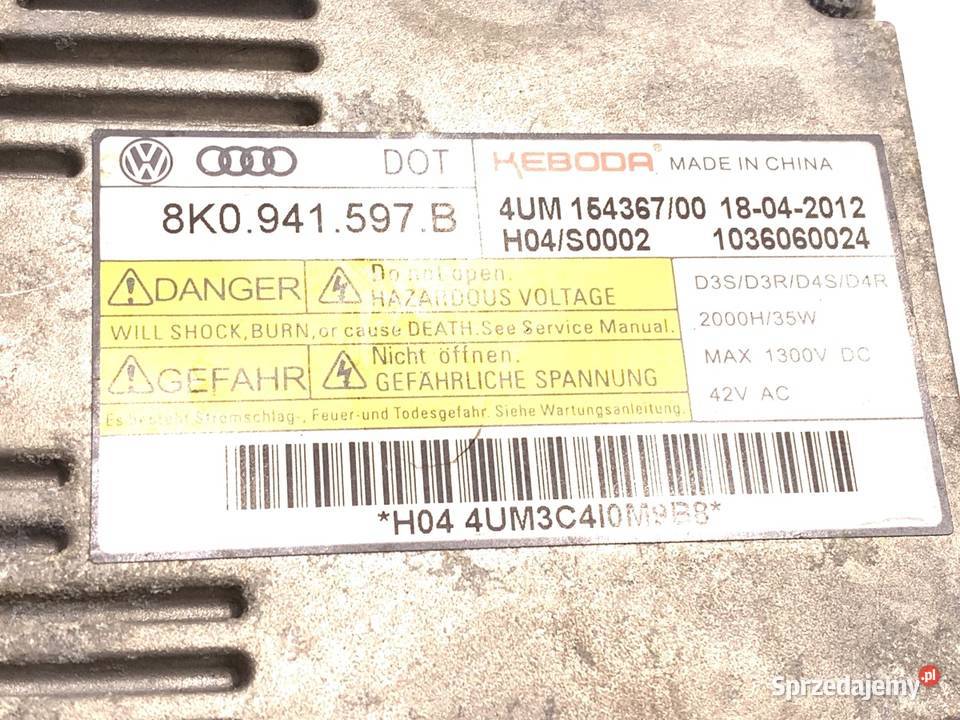 DOT
KEBODA® MADE IN CHINA
8K0.941.597.B
4UM 154367/00 18-04-2012
H04/S0002 1036060024
DANGER
Do not open.
HAZARDOUS VOLTAGE
WILL SHOCK, BURN, or cause DEATH. See Service Manual.
GEFAHR
Nicht öffnen.
GEFÄHRLICHE SPANNUNG
Es besteht Stromschlag-, Feuer-und Todesgefahr. Siehe Wartungsanleitung.
D3S/D3R/D4S/D4R
2000H/35W
MAX 1300V DC
42V AC
*H04 4UM3C4I0M9B8*
Sprzedajemy.pl